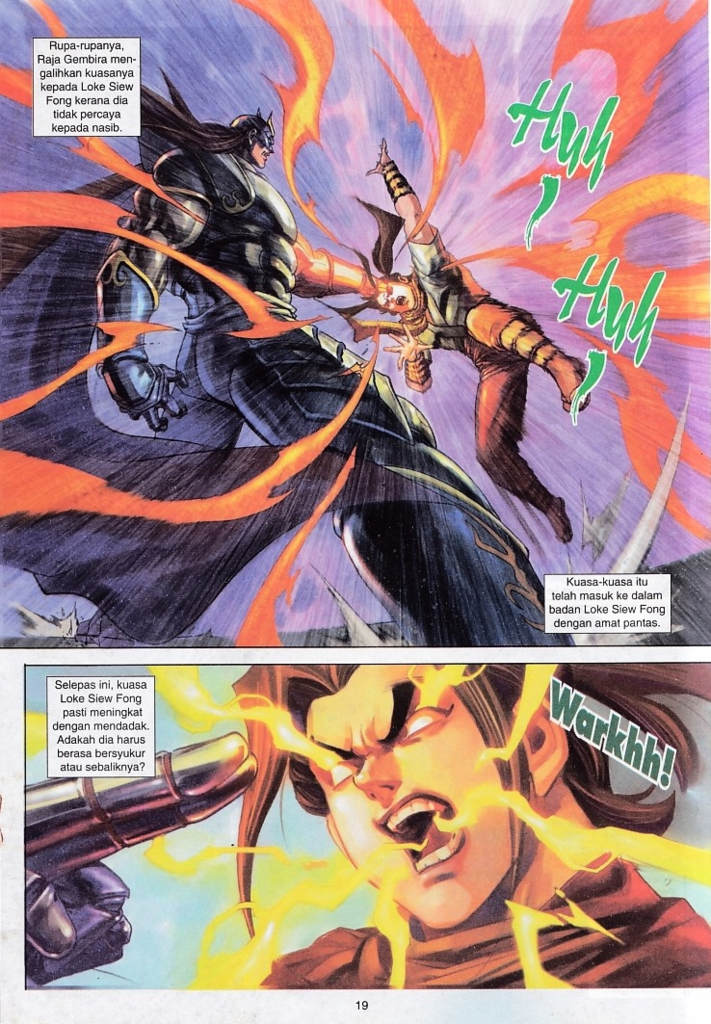 Rupa-rupanya,
Raja Gembira men-
galihkan kuasanya
kepada Loke Siew
Fong kerana dia
tidak percaya
kepada nasib.
Huh
,
Huh
,
Kuasa-kuasa itu
telah masuk ke dalam
badan Loke Siew Fong
dengan amat pantas.
Selepas ini, kuasa
Loke Siew Fong
pasti meningkat
dengan mendadak.
Adakah dia harus
berasa bersyukur
atau sebaliknya?
Warkhh!
19